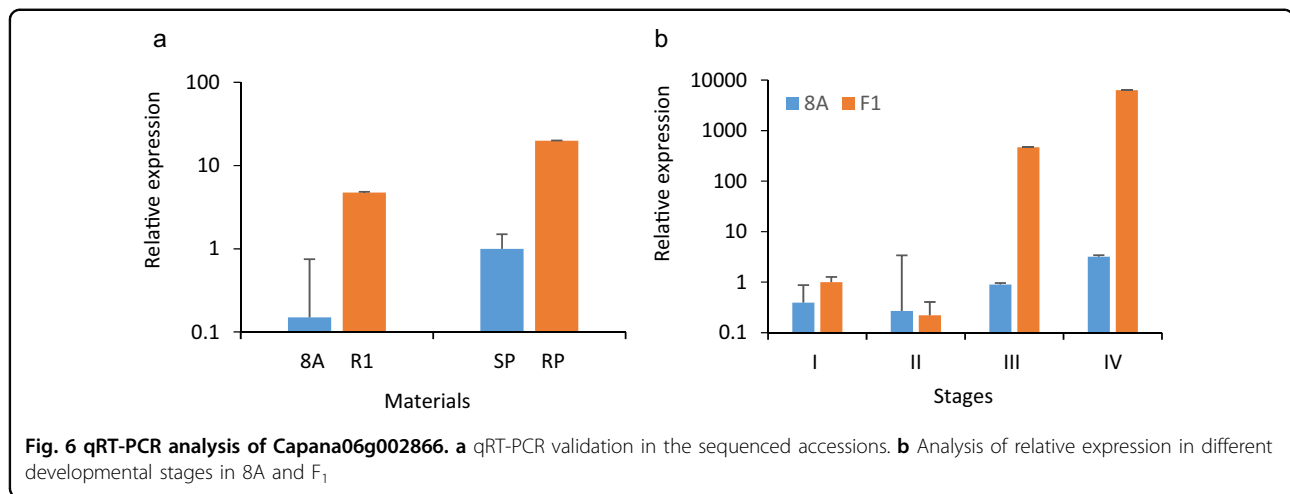 a
100
10
1
0.1
Relative expression
8A R1 SP RP
Materials
b
10000
1000
100
10
1
0.1
Relative expression
8A F1
I II III IV
Stages
Fig. 6 qRT-PCR analysis of Capana06g002866. a qRT-PCR validation in the sequenced accessions. b Analysis of relative expression in different
developmental stages in 8A and F₁